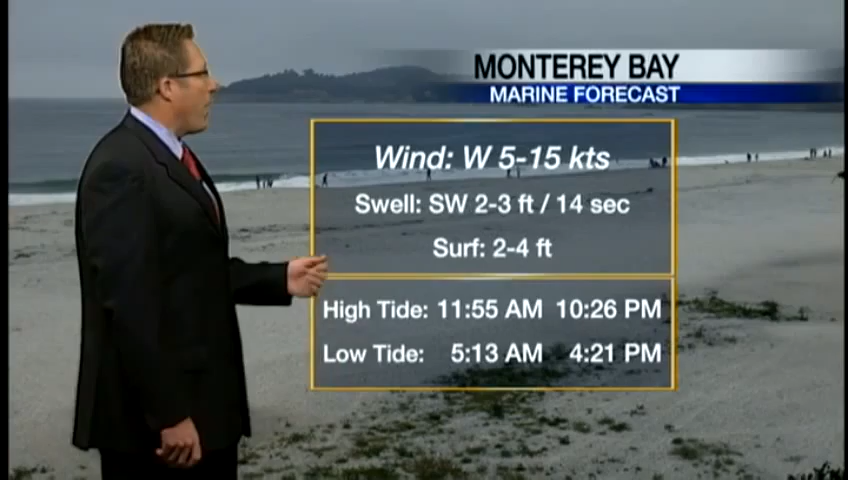 MONTEREY BAY
MARINE FORECAST
Wind: W 5-15 kts
Swell: SW 2-3 ft / 14 sec
Surf: 2-4 ft
High Tide: 11:55 AM 10:26 PM
Low Tide: 5:13 AM 4:21 PM